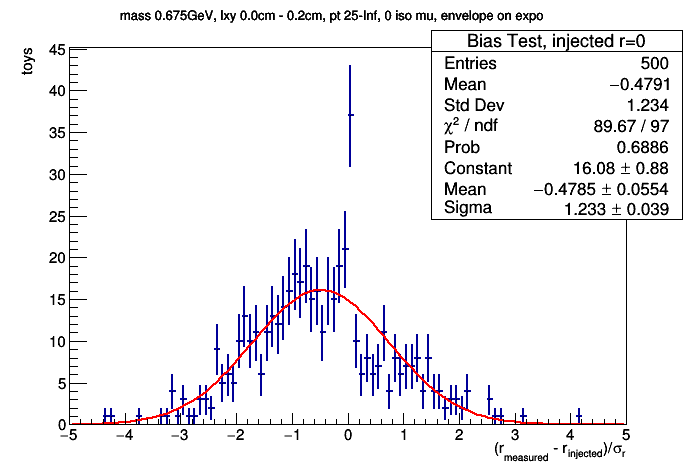 mass 0.675GeV, lxy 0.0cm - 0.2cm, pt 25-Inf, 0 iso mu, envelope on expo
Bias Test, injected r=0
Entries 500
Mean −0.4791
Std Dev 1.234
χ² / ndf 89.67 / 97
Prob 0.6886
Constant 16.08 ± 0.88
Mean −0.4785 ± 0.0554
Sigma 1.233 ± 0.039
toys
45
40
35
30
25
20
15
10
5
0
−5 −4 −3 −2 −1 0 1 2 3 4 5
(r_measured - r_injected)/σ_r